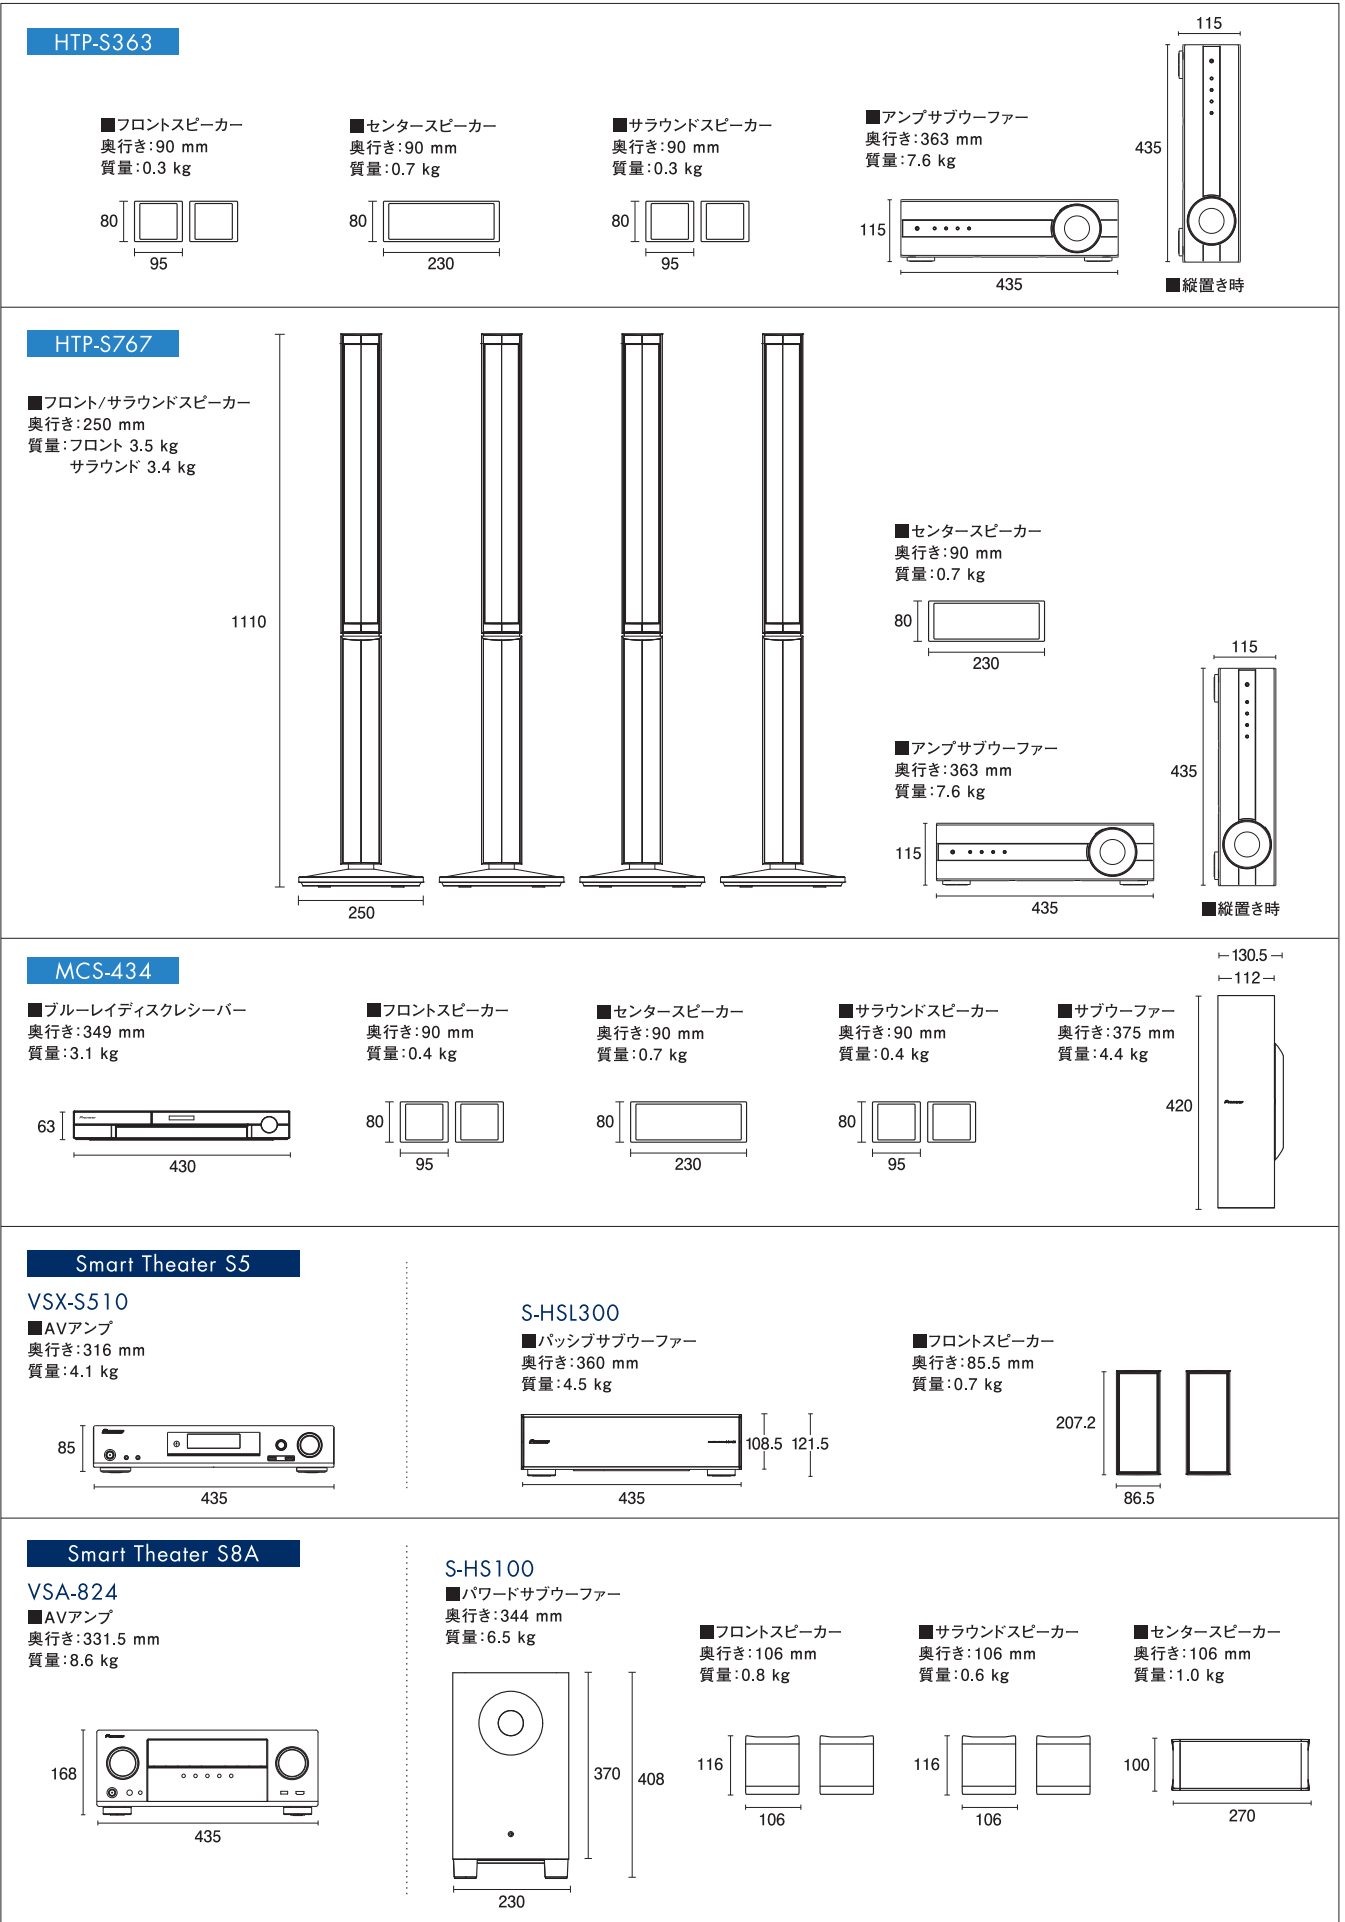 HTP-S363
■フロントスピーカー
奥行き:90 mm
質量:0.3 kg
80
95
■センタースピーカー
奥行き:90 mm
質量:0.7 kg
80
230
■サラウンドスピーカー
奥行き:90 mm
質量:0.3 kg
80
95
■アンプサブウーファー
奥行き:363 mm
質量:7.6 kg
115
435
115
435
■縦置き時
HTP-S767
■フロント/サラウンドスピーカー
奥行き:250 mm
質量:フロント 3.5 kg
サラウンド 3.4 kg
1110
250
■センタースピーカー
奥行き:90 mm
質量:0.7 kg
80
230
■アンプサブウーファー
奥行き:363 mm
質量:7.6 kg
115
435
115
435
■縦置き時
MCS-434
■ブルーレイディスクレシーバー
奥行き:349 mm
質量:3.1 kg
Pioneer
63
430
■フロントスピーカー
奥行き:90 mm
質量:0.4 kg
80
95
■センタースピーカー
奥行き:90 mm
質量:0.7 kg
80
230
■サラウンドスピーカー
奥行き:90 mm
質量:0.4 kg
80
95
■サブウーファー
奥行き:375 mm
質量:4.4 kg
130.5
112
420
Pioneer
Smart Theater S5
VSX-S510
■AVアンプ
奥行き:316 mm
質量:4.1 kg
Pioneer
85
435
S-HSL300
■パッシブサブウーファー
奥行き:360 mm
質量:4.5 kg
Pioneer
108.5
121.5
435
■フロントスピーカー
奥行き:85.5 mm
質量:0.7 kg
207.2
86.5
Smart Theater S8A
VSA-824
■AVアンプ
奥行き:331.5 mm
質量:8.6 kg
Pioneer
168
435
S-HS100
■パワードサブウーファー
奥行き:344 mm
質量:6.5 kg
370
408
230
■フロントスピーカー
奥行き:106 mm
質量:0.8 kg
116
106
■サラウンドスピーカー
奥行き:106 mm
質量:0.6 kg
116
106
■センタースピーカー
奥行き:106 mm
質量:1.0 kg
100
270